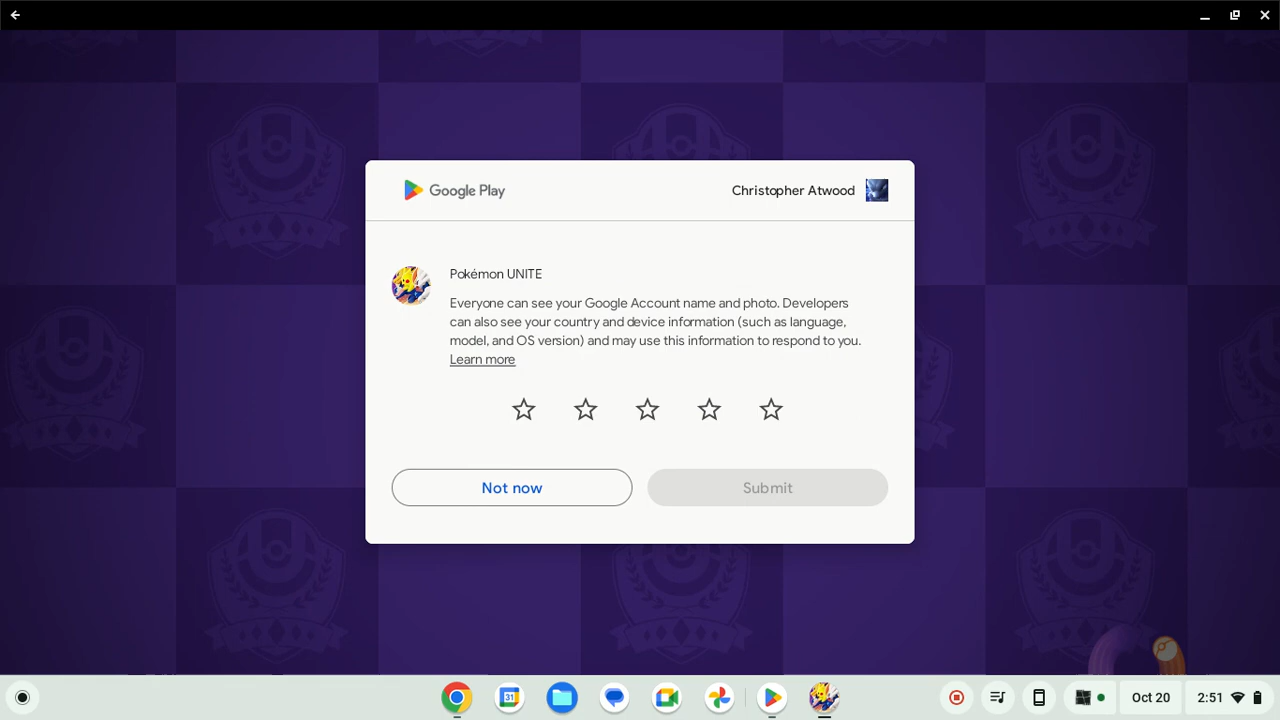 Google Play
Christopher Atwood
Pokémon UNITE
Everyone can see your Google Account name and photo. Developers
can also see your country and device information (such as language,
model, and OS version) and may use this information to respond to you.
Learn more
Not now
Submit
31
Oct 20
2:51